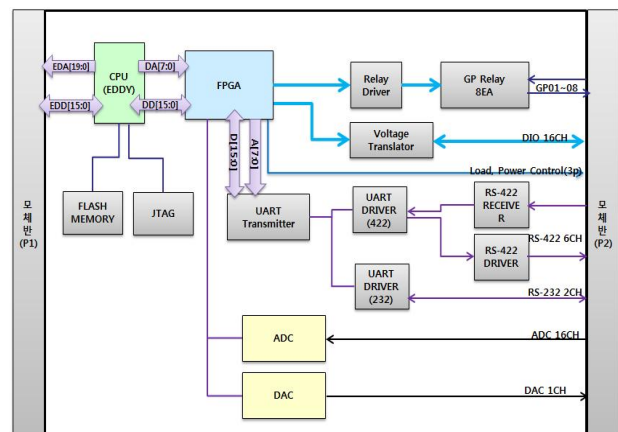 모
체
반
(P1)
EDA[19:0]
EDD[15:0]
CPU
(EDDY)
DA[7:0]
DD[15:0]
FPGA
Relay
Driver
GP Relay
8EA
GP01~08
Voltage
Translator
DIO 16CH
Load, Power Control(3p)
D[15:0]
A[7:0]
FLASH
MEMORY
JTAG
UART
Transmitter
UART
DRIVER
(422)
RS-422
RECEIVE
R
RS-422 6CH
RS-422
DRIVER
UART
DRIVER
(232)
RS-232 2CH
ADC
ADC 16CH
DAC
DAC 1CH
모
체
반
(P2)